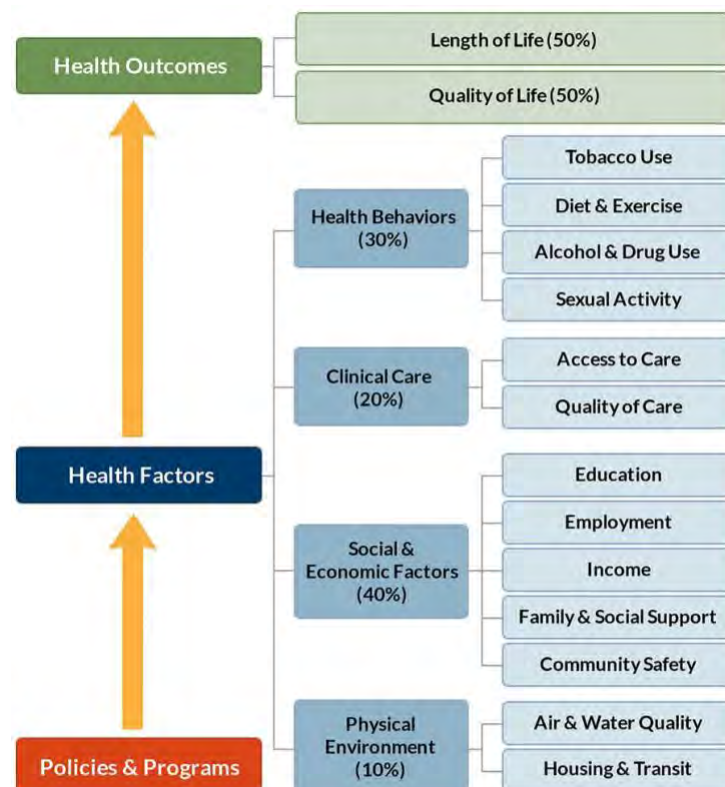 Health Outcomes
Length of Life (50%)
Quality of Life (50%)
Health Factors
Health Behaviors
(30%)
Tobacco Use
Diet & Exercise
Alcohol & Drug Use
Sexual Activity
Clinical Care
(20%)
Access to Care
Quality of Care
Social &
Economic Factors
(40%)
Education
Employment
Income
Family & Social Support
Community Safety
Physical
Environment
(10%)
Air & Water Quality
Housing & Transit
Policies & Programs